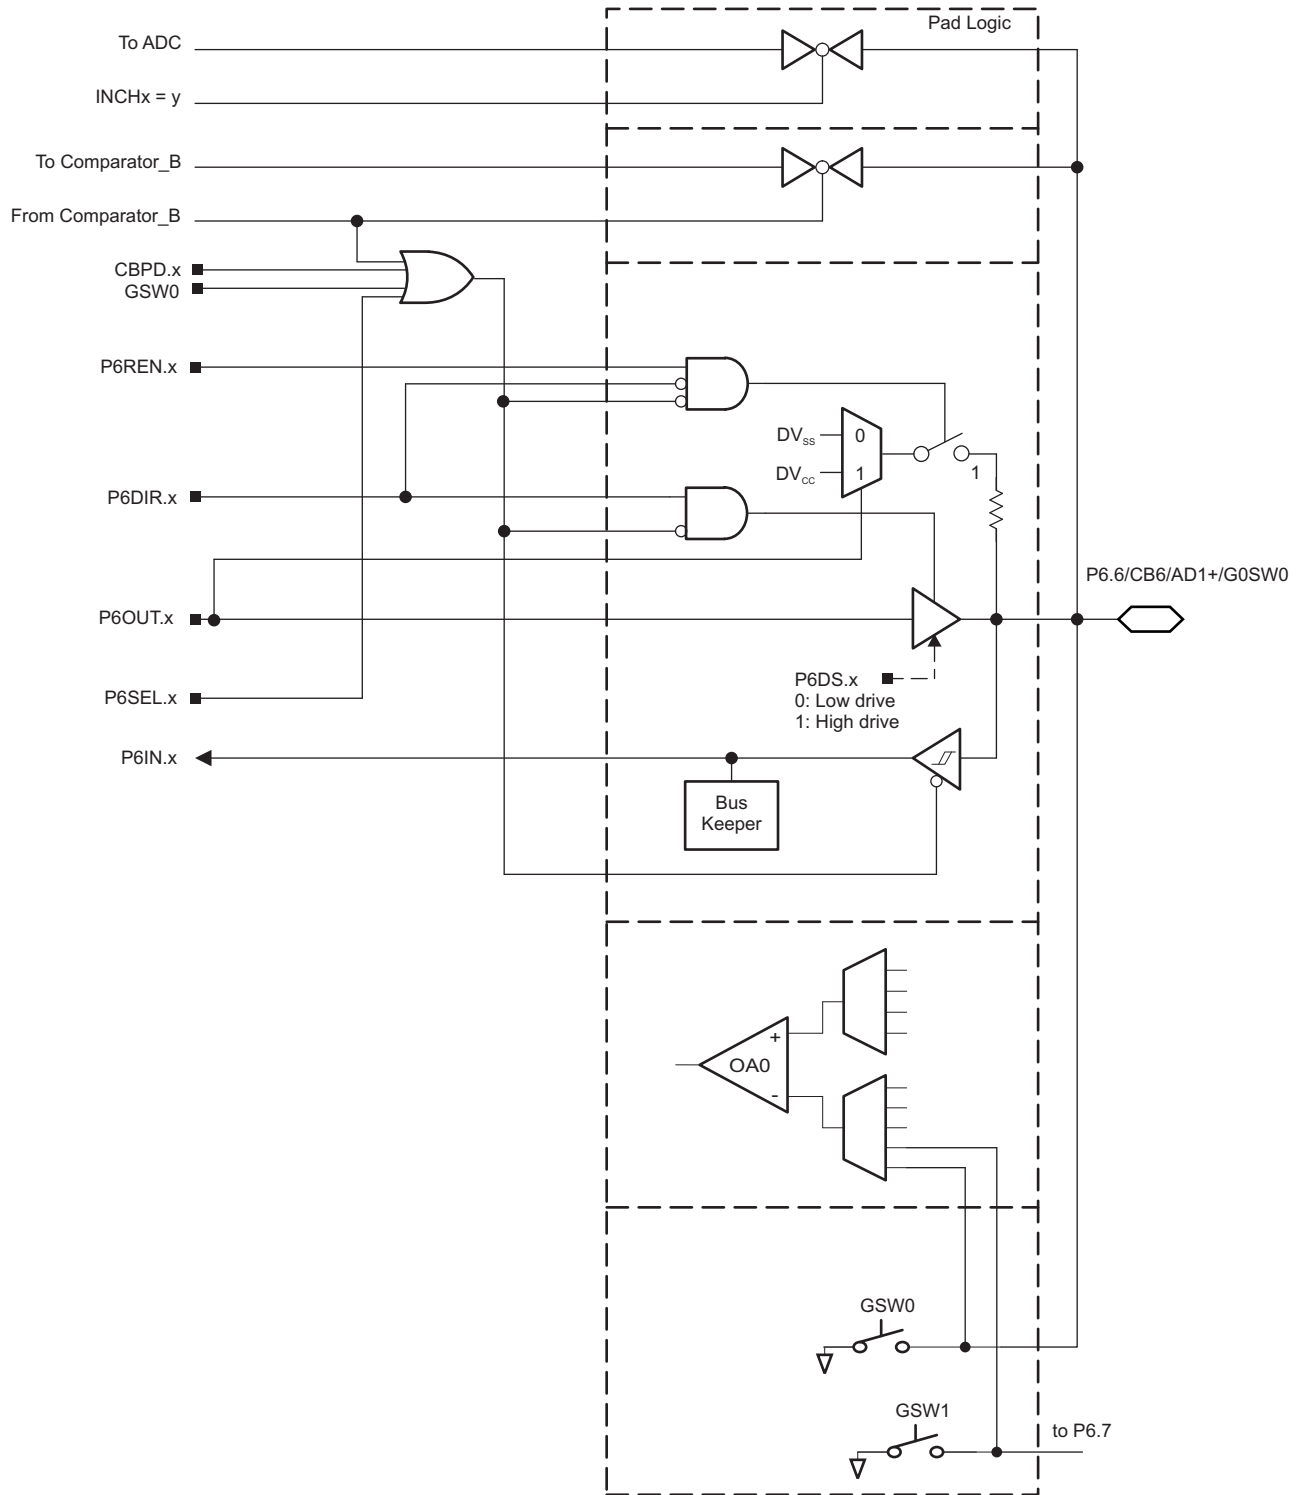 Pad Logic
To ADC
INCHx = y
To Comparator_B
From Comparator_B
CBPD.x
GSW0
P6REN.x
DVSS
0
DVCC
1
1
P6DIR.x
P6.6/CB6/AD1+/G0SW0
P6OUT.x
P6DS.x
0: Low drive
1: High drive
P6SEL.x
P6IN.x
Bus
Keeper
+
OA0
-
GSW0
GSW1
to P6.7